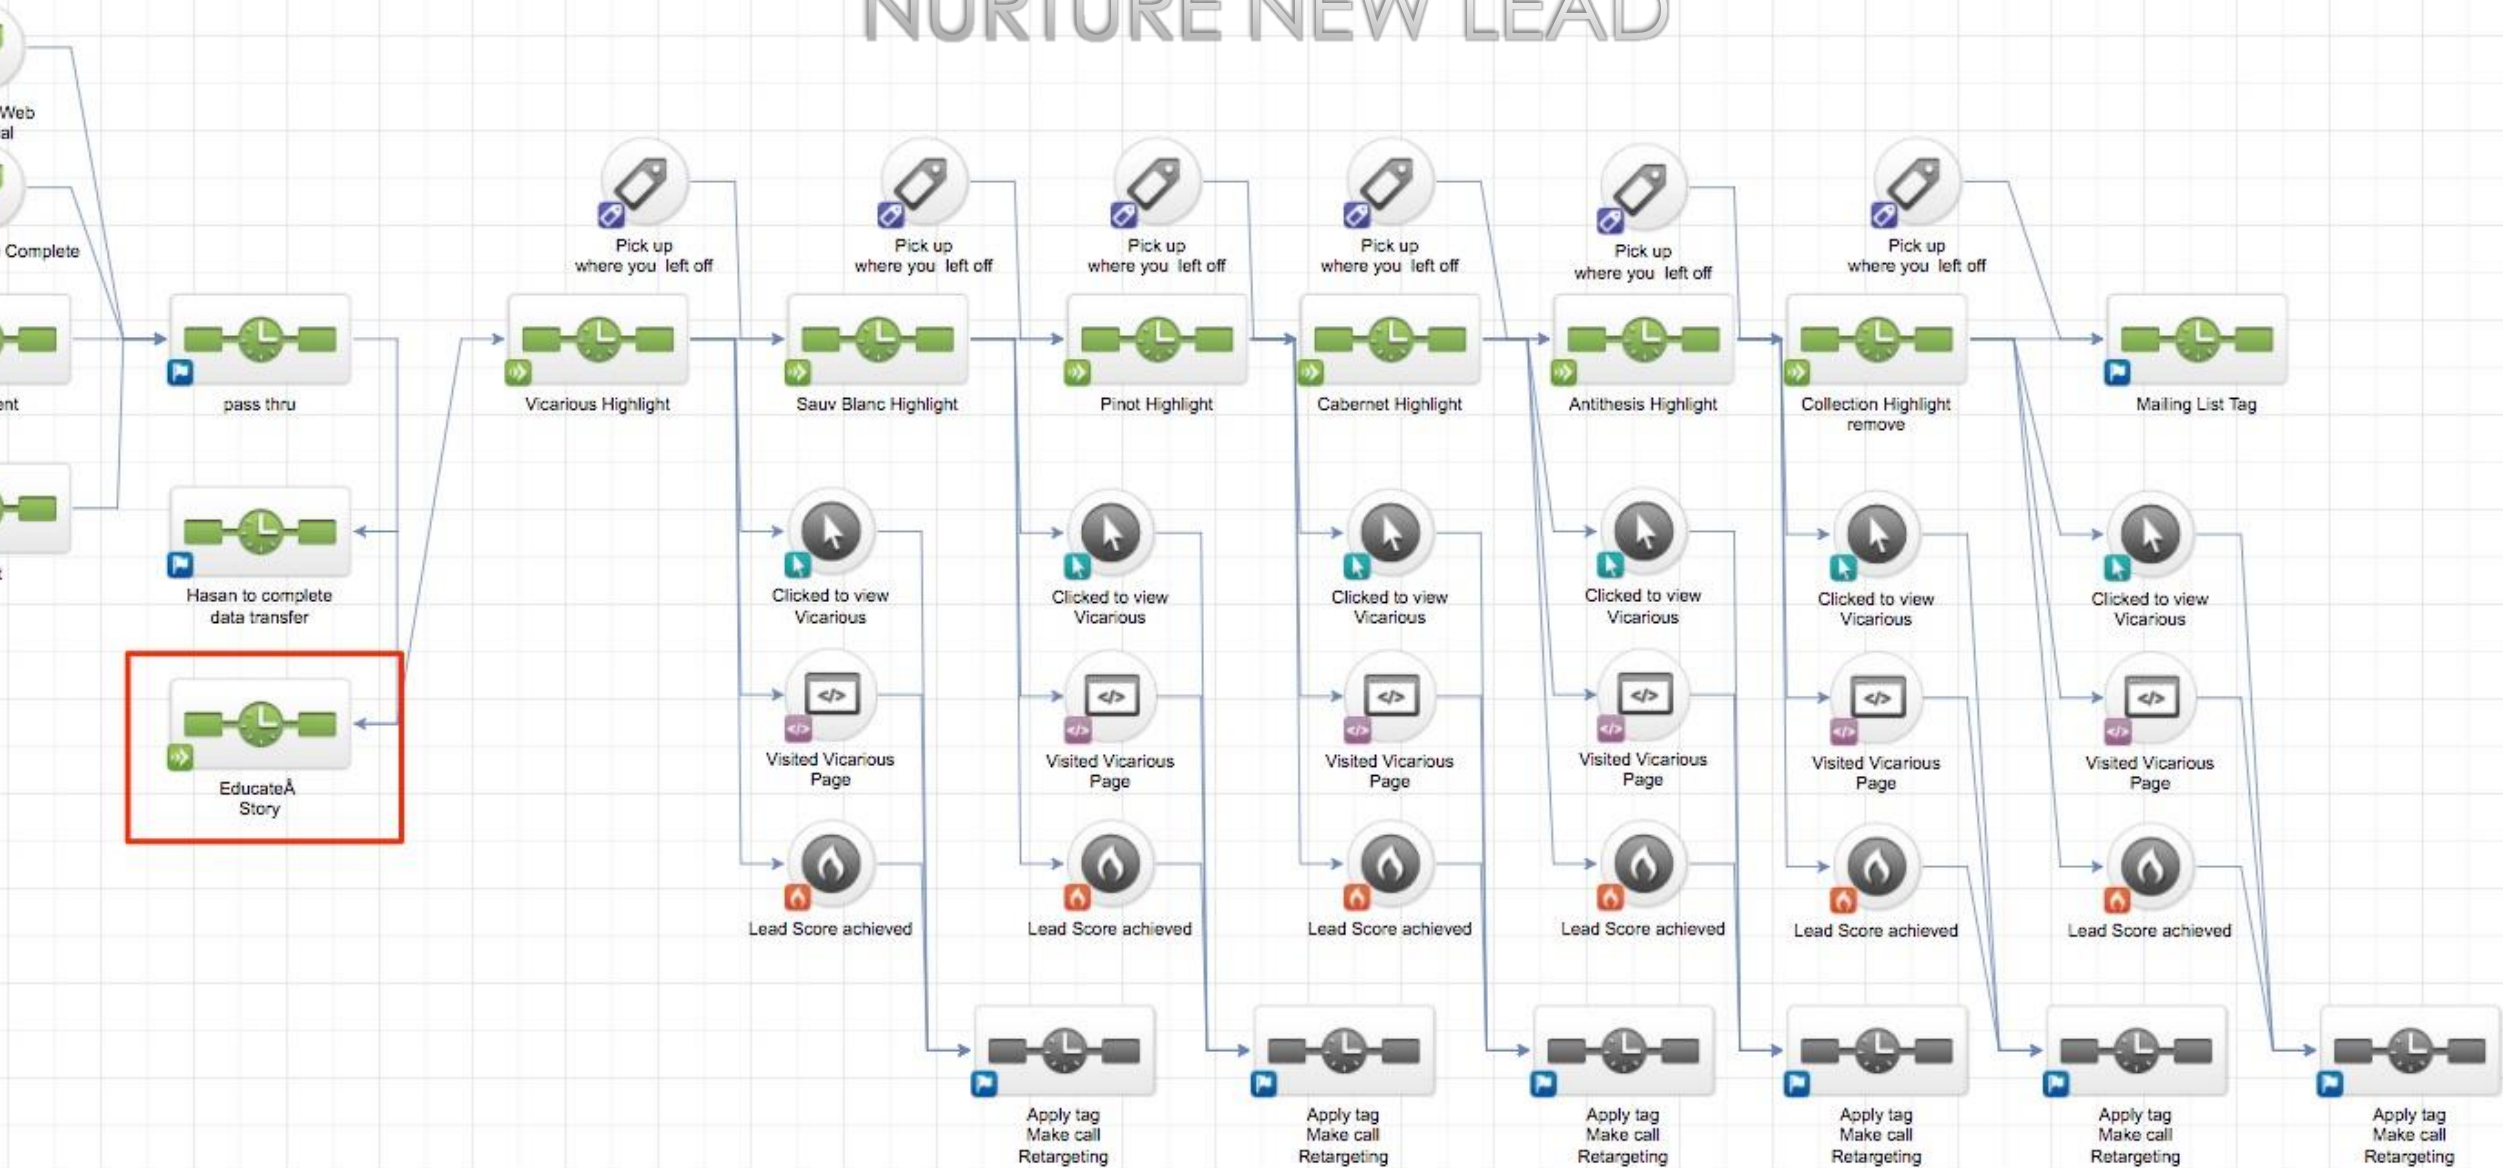 NURTURE NEW LEAD
Web
al
Complete
Pick up
where you left off
Pick up
where you left off
Pick up
where you left off
Pick up
where you left off
Pick up
where you left off
Pick up
where you left off
ent
pass thru
Vicarious Highlight
Sauv Blanc Highlight
Pinot Highlight
Cabernet Highlight
Antithesis Highlight
Collection Highlight
remove
Mailing List Tag
t
Hasan to complete
data transfer
Clicked to view
Vicarious
Clicked to view
Vicarious
Clicked to view
Vicarious
Clicked to view
Vicarious
Clicked to view
Vicarious
Clicked to view
Vicarious
EducateÂ
Story
Visited Vicarious
Page
Visited Vicarious
Page
Visited Vicarious
Page
Visited Vicarious
Page
Visited Vicarious
Page
Visited Vicarious
Page
Lead Score achieved
Lead Score achieved
Lead Score achieved
Lead Score achieved
Lead Score achieved
Lead Score achieved
Apply tag
Make call
Retargeting
Apply tag
Make call
Retargeting
Apply tag
Make call
Retargeting
Apply tag
Make call
Retargeting
Apply tag
Make call
Retargeting
Apply tag
Make call
Retargeting